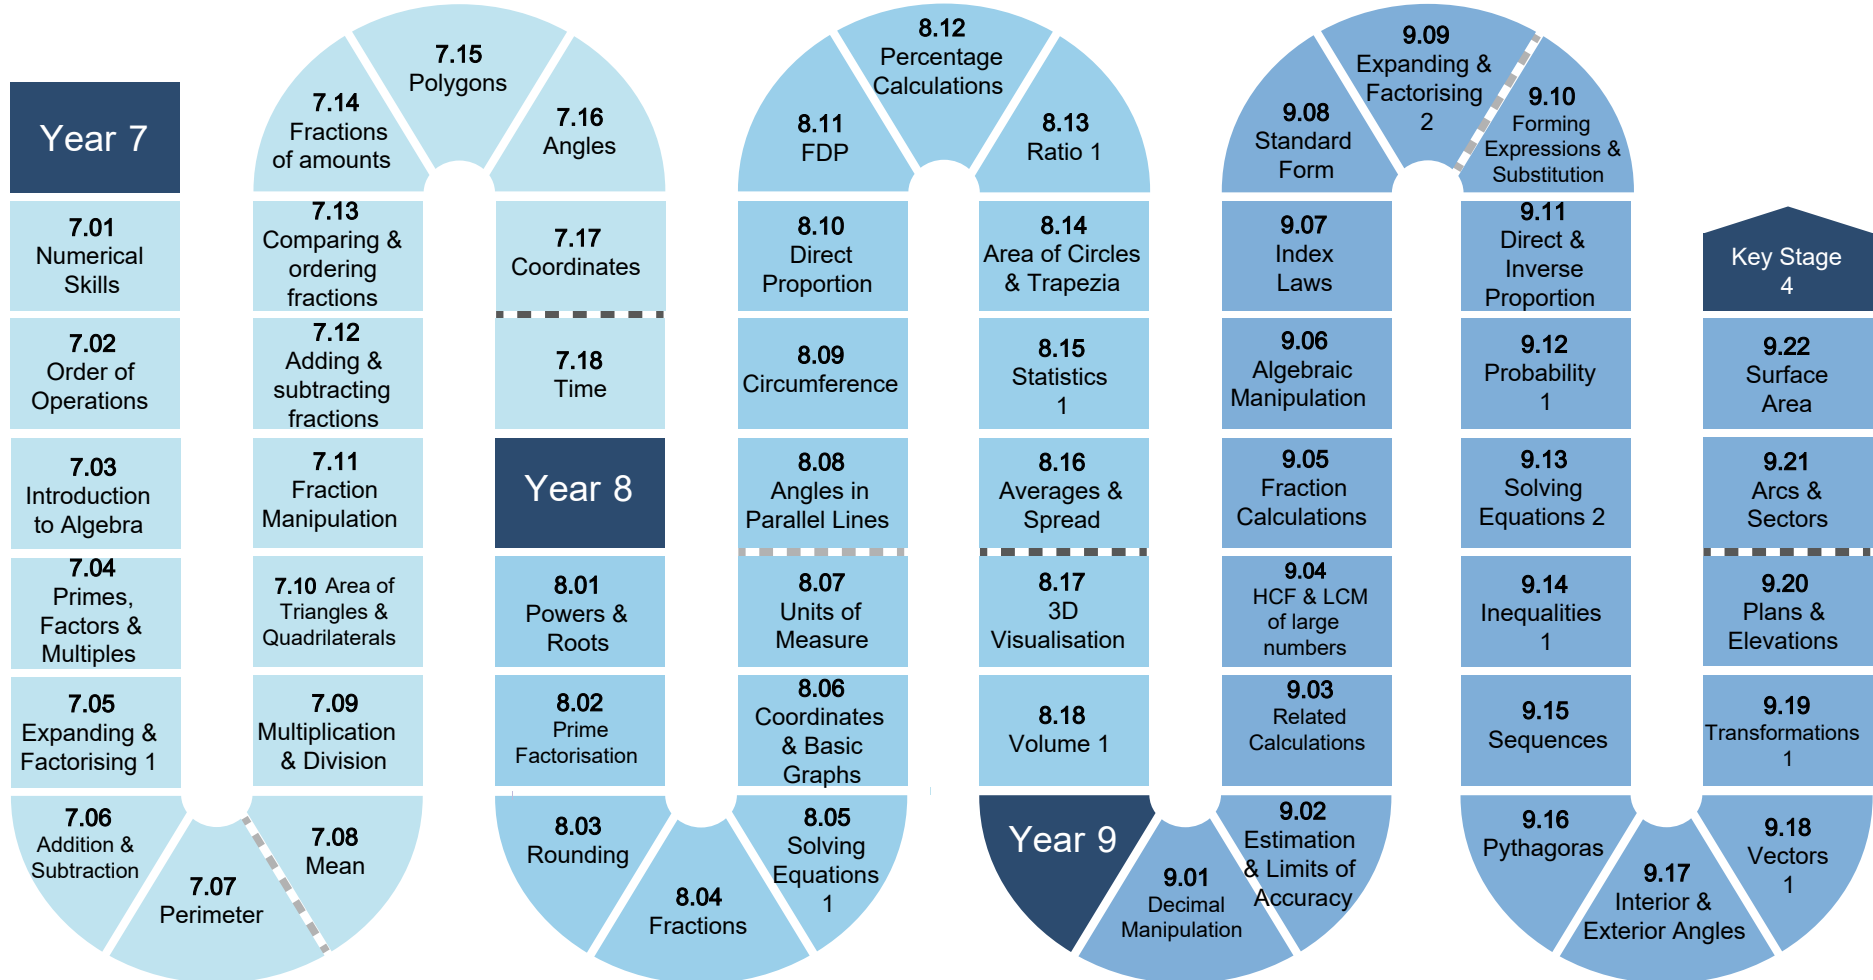 Year 7
7.01
Numerical
Skills
7.02
Order of
Operations
7.03
Introduction
to Algebra
7.04
Primes,
Factors &
Multiples
7.05
Expanding &
Factorising 1
7.06
Addition &
Subtraction
7.07
Perimeter
7.08
Mean
7.09
Multiplication
& Division
7.10 Area of
Triangles &
Quadrilaterals
7.11
Fraction
Manipulation
7.12
Adding &
subtracting
fractions
7.13
Comparing &
ordering
fractions
7.14
Fractions
of amounts
7.15
Polygons
7.16
Angles
7.17
Coordinates
7.18
Time
Year 8
8.01
Powers &
Roots
8.02
Prime
Factorisation
8.03
Rounding
8.04
Fractions
8.05
Solving
Equations
1
8.06
Coordinates
& Basic
Graphs
8.07
Units of
Measure
8.08
Angles in
Parallel Lines
8.09
Circumference
8.10
Direct
Proportion
8.11
FDP
8.12
Percentage
Calculations
8.13
Ratio 1
8.14
Area of Circles
& Trapezia
8.15
Statistics
1
8.16
Averages &
Spread
8.17
3D
Visualisation
8.18
Volume 1
Year 9
9.01
Decimal
Manipulation
9.02
Estimation
& Limits of
Accuracy
9.03
Related
Calculations
9.04
HCF & LCM
of large
numbers
9.05
Fraction
Calculations
9.06
Algebraic
Manipulation
9.07
Index
Laws
9.08
Standard
Form
9.09
Expanding &
Factorising
2
9.10
Forming
Expressions &
Substitution
9.11
Direct &
Inverse
Proportion
9.12
Probability
1
9.13
Solving
Equations 2
9.14
Inequalities
1
9.15
Sequences
9.16
Pythagoras
9.17
Interior &
Exterior Angles
9.18
Vectors
1
9.19
Transformations
1
9.20
Plans &
Elevations
9.21
Arcs &
Sectors
9.22
Surface
Area
Key Stage
4